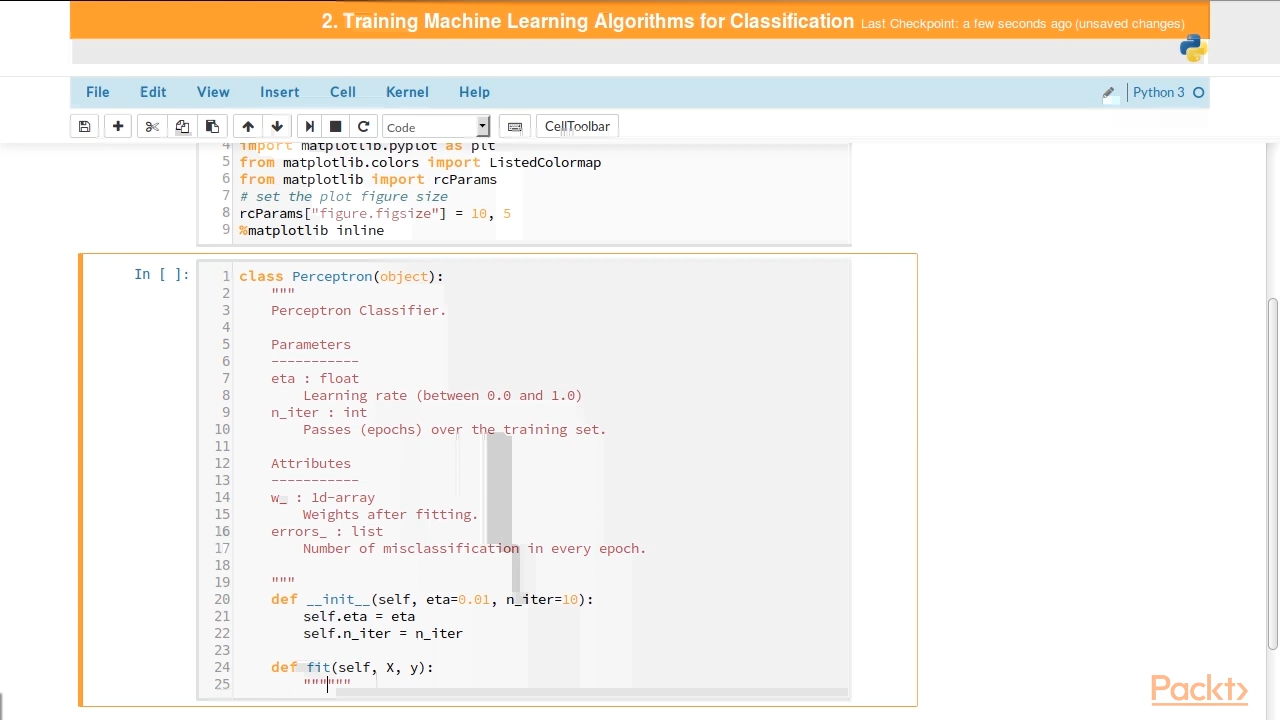 2. Training Machine Learning Algorithms for Classification Last Checkpoint: a few seconds ago (unsaved changes)
File Edit View Insert Cell Kernel Help Python 3
Code CellToolbar
4 import matplotlib.pyplot as plt
5 from matplotlib.colors import ListedColormap
6 from matplotlib import rcParams
7 # set the plot figure size
8 rcParams["figure.figsize"] = 10, 5
9 %matplotlib inline
In [ ]:
1 class Perceptron(object):
2     """
3     Perceptron Classifier.
4
5     Parameters
6     -----------
7     eta : float
8         Learning rate (between 0.0 and 1.0)
9     n_iter : int
10         Passes (epochs) over the training set.
11
12     Attributes
13     -----------
14     w_ : 1d-array
15         Weights after fitting.
16     errors_ : list
17         Number of misclassification in every epoch.
18
19     """
20     def __init__(self, eta=0.01, n_iter=10):
21         self.eta = eta
22         self.n_iter = n_iter
23
24     def fit(self, X, y):
25         """"""
Packt>